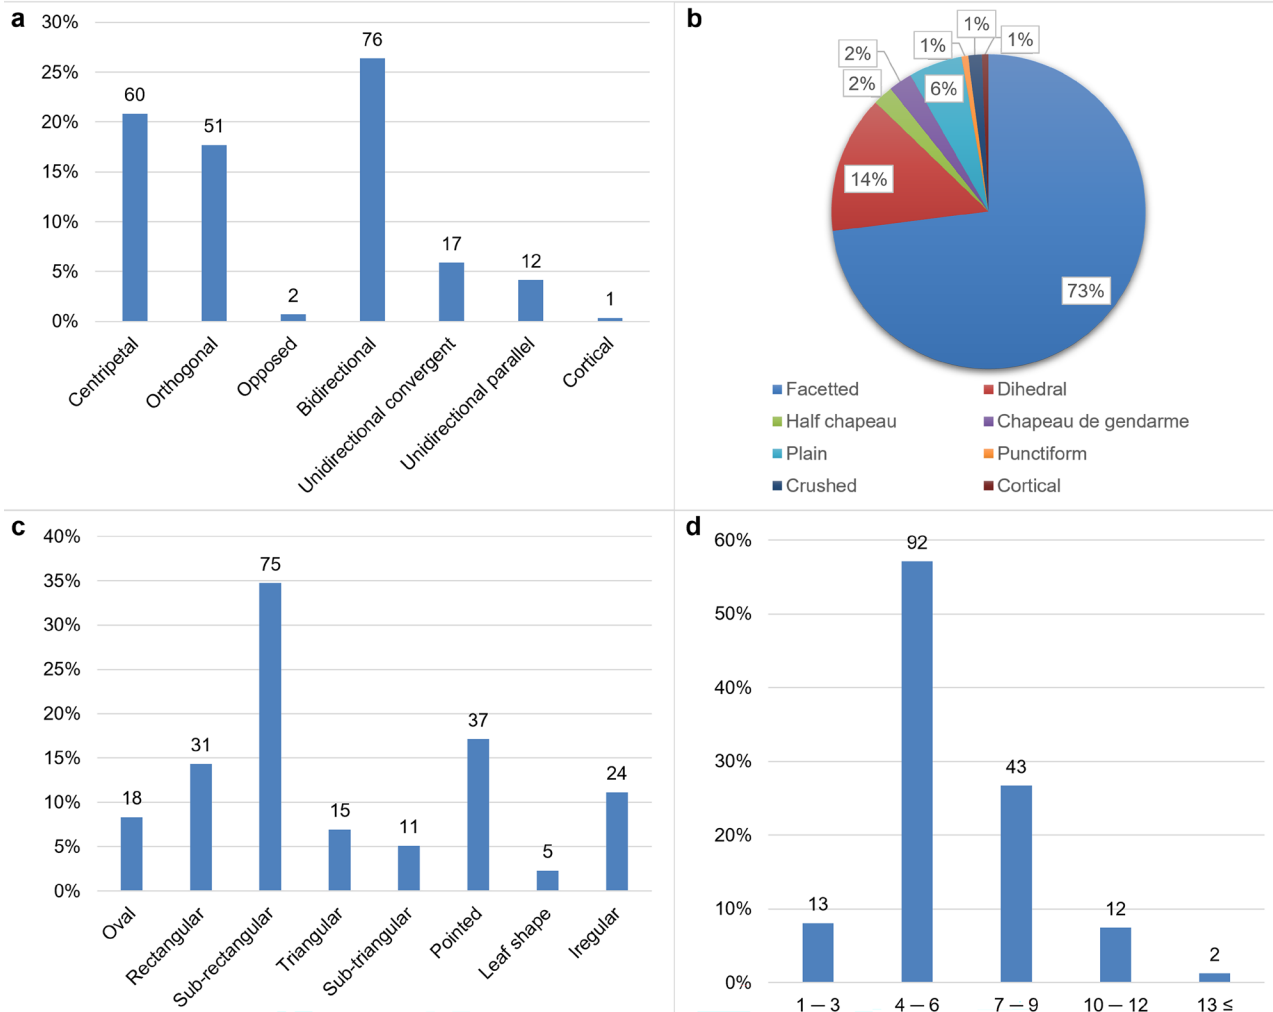 a
30%
25%
20%
15%
10%
5%
0%
60
51
2
76
17
12
1
Centripetal
Orthogonal
Opposed
Bidirectional
Unidirectional convergent
Unidirectional parallel
Cortical
b
1%
1%
1%
2%
2%
6%
14%
73%
Facetted
Dihedral
Half chapeau
Chapeau de gendarme
Plain
Punctiform
Crushed
Cortical
c
40%
35%
30%
25%
20%
15%
10%
5%
0%
18
31
75
15
11
37
5
24
Oval
Rectangular
Sub-rectangular
Triangular
Sub-triangular
Pointed
Leaf shape
Iregular
d
60%
50%
40%
30%
20%
10%
0%
13
92
43
12
2
1 – 3
4 – 6
7 – 9
10 – 12
13 ≤